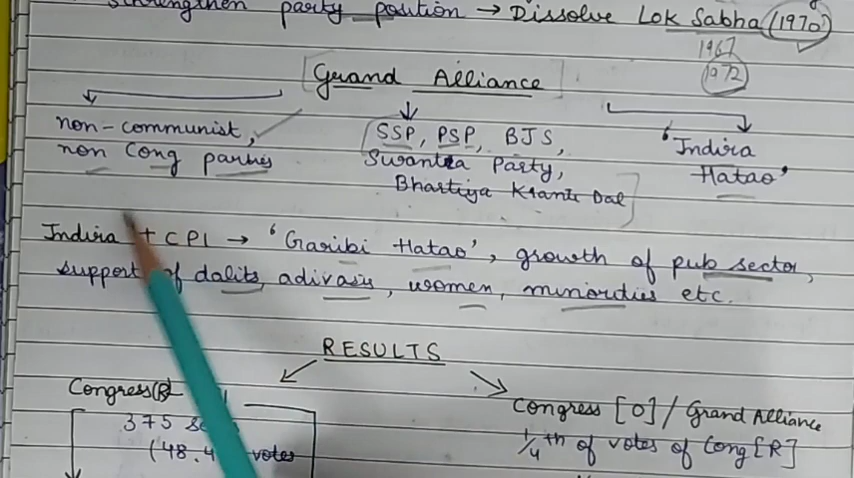 Strengthen party position → Dissolve Lok Sabha (1970)
1967
1972
Grand Alliance
non-communist,
non Cong parties
SSP, PSP, BJS,
Swantra Party,
Bhartiya Kranti Dal
'Indira
Hatao'
Indira + CPI → 'Garibi Hatao', growth of pub sector,
support of dalits, adivasis, women, minorities etc.
RESULTS
Congress(R)
375
(48.4 votes
Congress [O] / Grand Alliance
1/4th of votes of Cong [R]